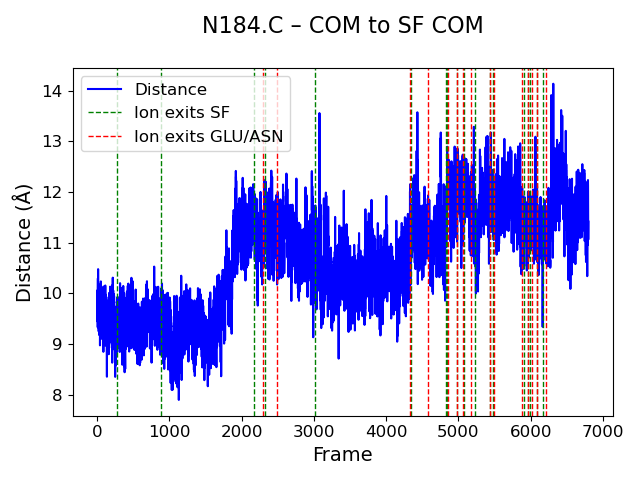 N184.C – COM to SF COM
Distance
Ion exits SF
Ion exits GLU/ASN
Distance (Å)
14
13
12
11
10
9
8
0 1000 2000 3000 4000 5000 6000 7000
Frame